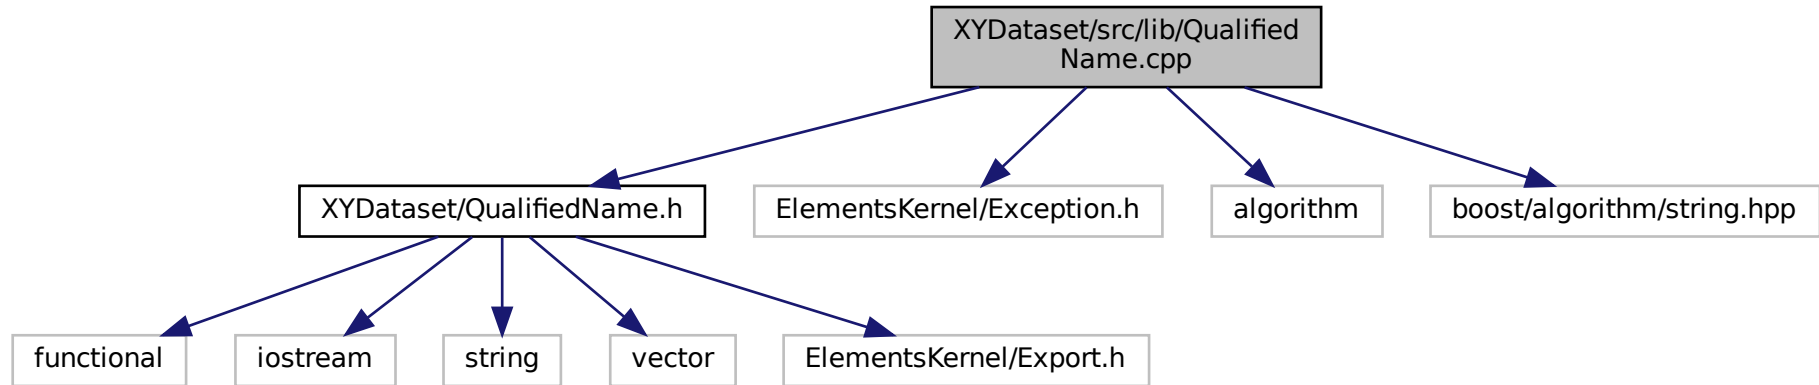 XYDataset/src/lib/Qualified
Name.cpp
XYDataset/QualifiedName.h
ElementsKernel/Exception.h
algorithm
boost/algorithm/string.hpp
functional
iostream
string
vector
ElementsKernel/Export.h